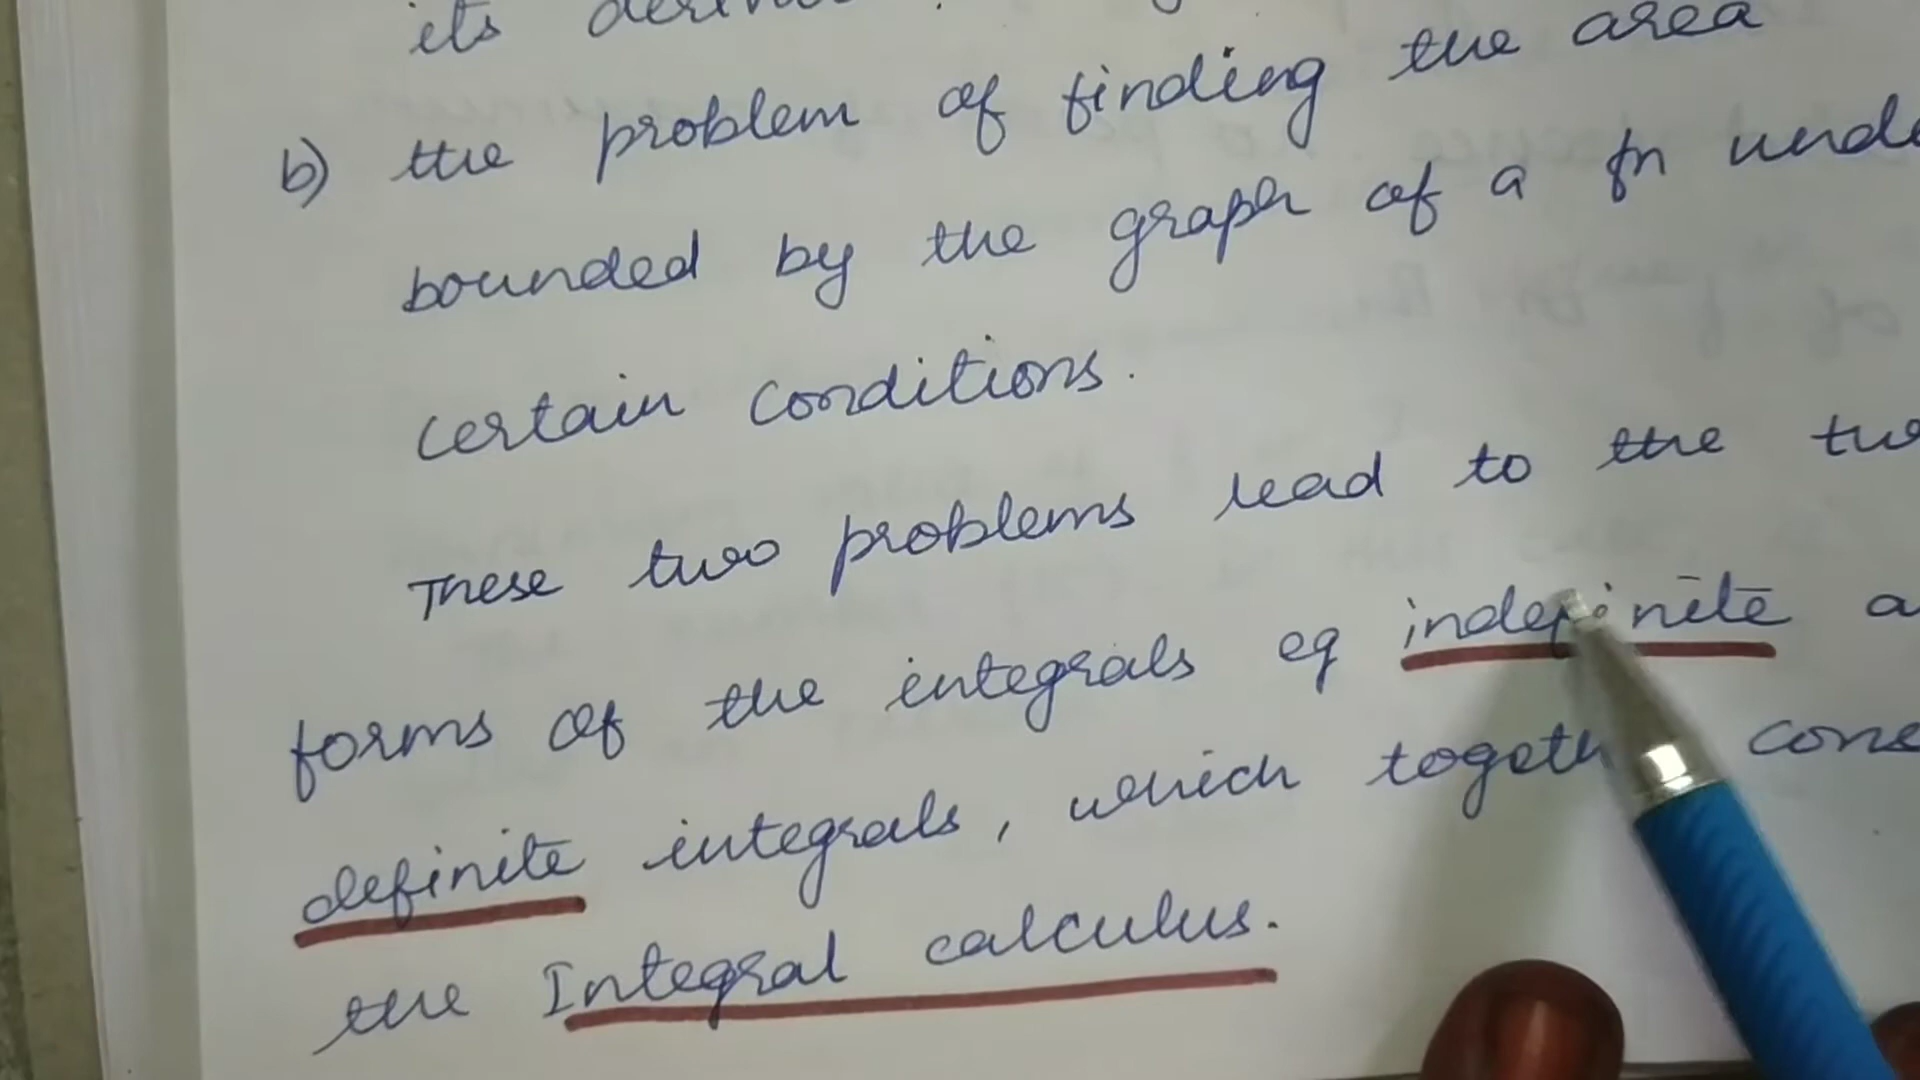 its
b) the problem of finding the area
bounded by the graph of a fn
certain conditions.
These two problems lead to the
forms of the integrals eg indefinite
definite integrals, which
the Integral calculus.